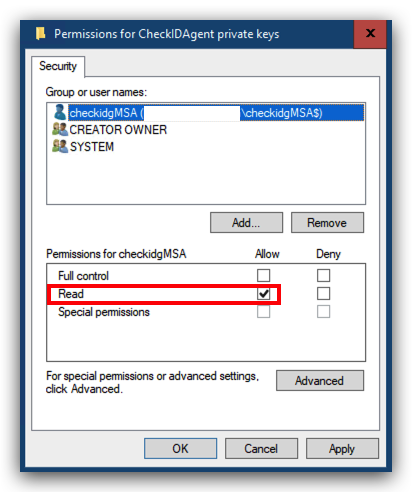 Permissions for CheckIDAgent private keys
x
Security
Group or user names:
checkidgMSA ( \checkidgMSA$)
CREATOR OWNER
SYSTEM
Add...
Remove
Permissions for checkidgMSA Allow Deny
Full control
Read
Special permissions
For special permissions or advanced settings,
click Advanced.
Advanced
OK
Cancel
Apply